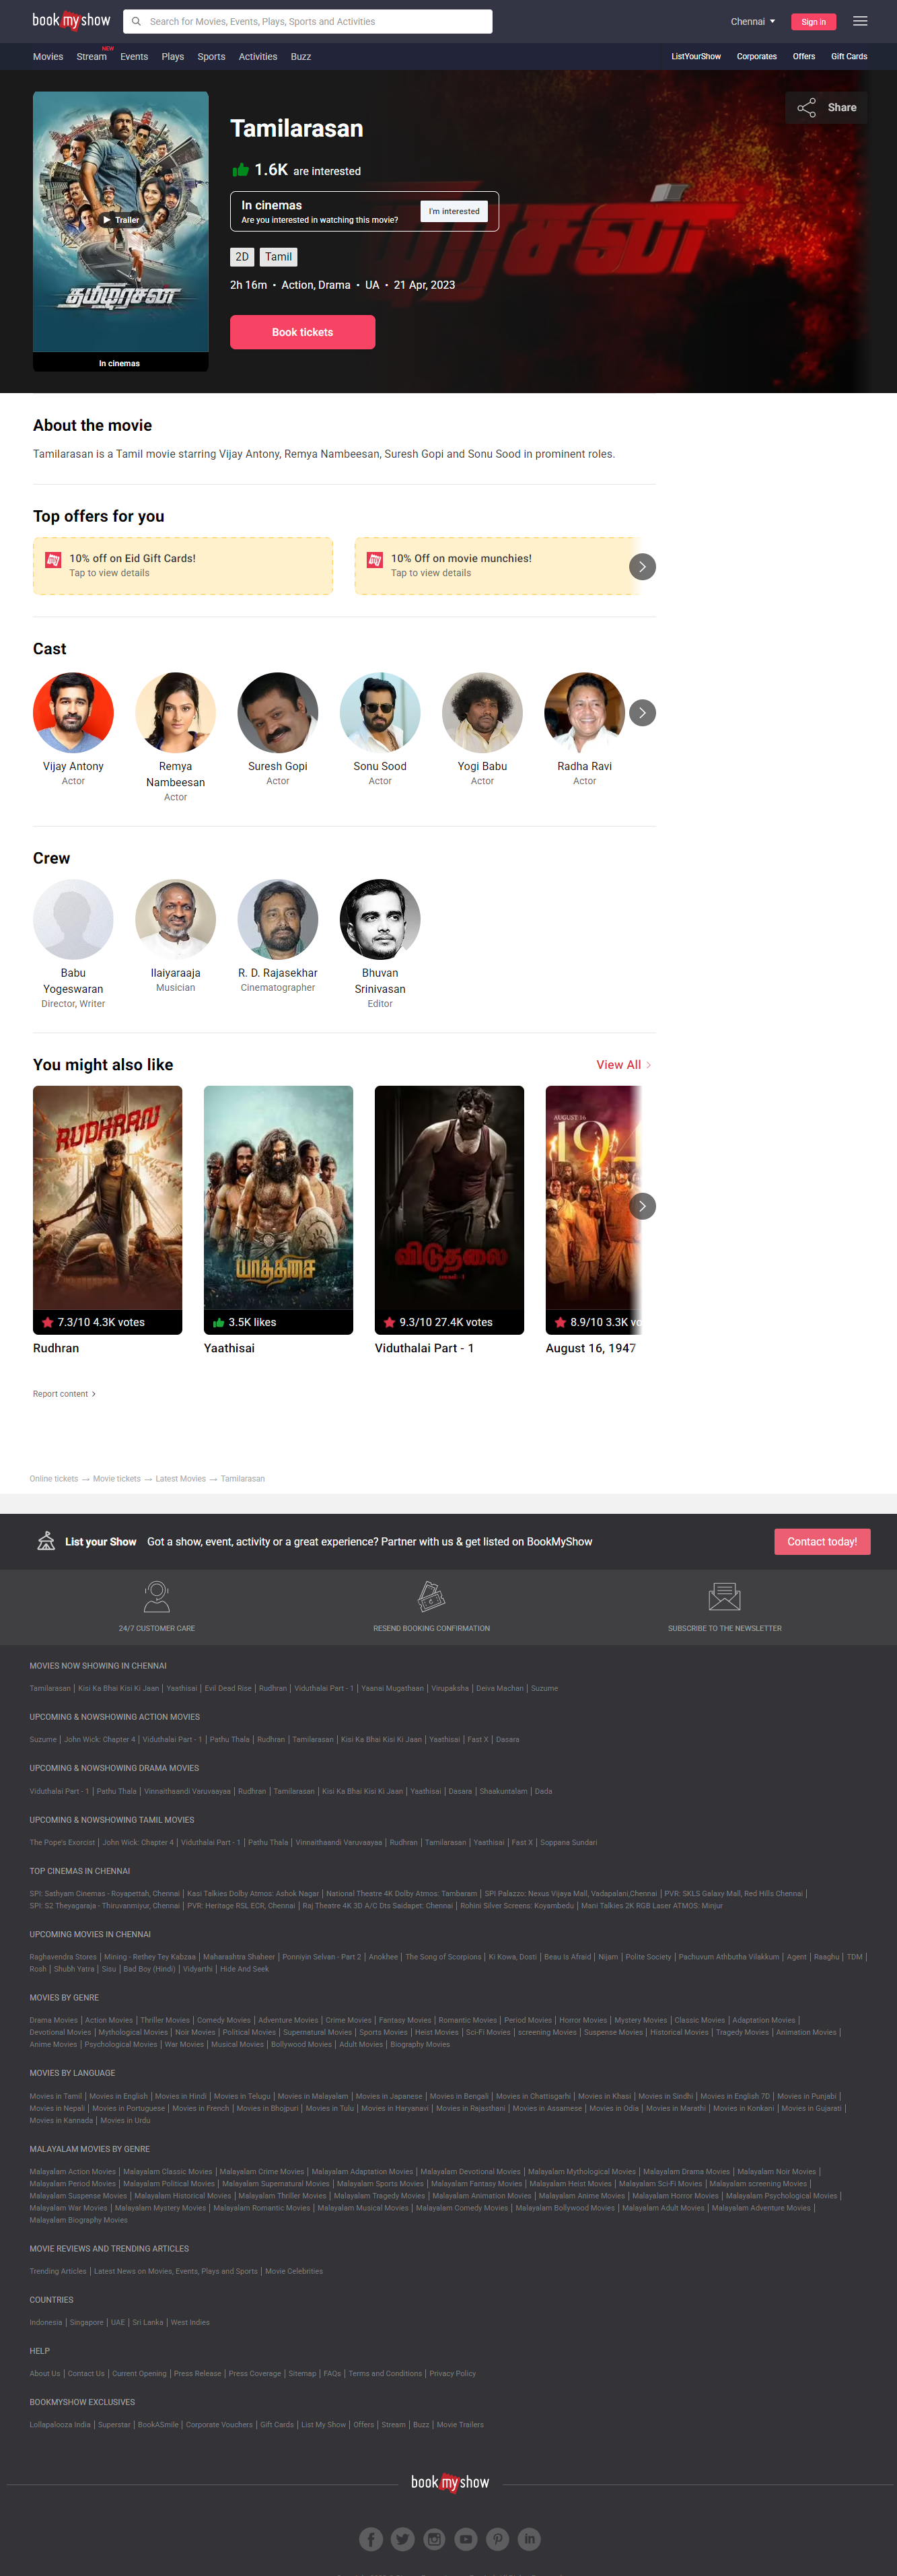 book my show
Search for Movies, Events, Plays, Sports and Activities
Chennai
Sign in
Movies
Stream
NEW
Events
Plays
Sports
Activities
Buzz
ListYourShow
Corporates
Offers
Gift Cards
Trailer
தமிழரசன்
In cinemas
Share
Tamilarasan
1.6K are interested
In cinemas
Are you interested in watching this movie?
I'm interested
2D
Tamil
2h 16m • Action, Drama • UA • 21 Apr, 2023
Book tickets
About the movie
Tamilarasan is a Tamil movie starring Vijay Antony, Remya Nambeesan, Suresh Gopi and Sonu Sood in prominent roles.
Top offers for you
10% off on Eid Gift Cards!
Tap to view details
10% Off on movie munchies!
Tap to view details
Cast
Vijay Antony
Actor
Remya
Nambeesan
Actor
Suresh Gopi
Actor
Sonu Sood
Actor
Yogi Babu
Actor
Radha Ravi
Actor
Crew
Babu
Yogeswaran
Director, Writer
Ilaiyaraaja
Musician
R. D. Rajasekhar
Cinematographer
Bhuvan
Srinivasan
Editor
You might also like
View All
RUDHRAN
7.3/10 4.3K votes
Rudhran
யாத்திசை
3.5K likes
Yaathisai
விடுதலை
9.3/10 27.4K votes
Viduthalai Part - 1
AUGUST 16
194
8.9/10 3.3K vo
August 16, 1947
Report content
Online tickets → Movie tickets → Latest Movies → Tamilarasan
List your Show Got a show, event, activity or a great experience? Partner with us & get listed on BookMyShow
Contact today!
24/7 CUSTOMER CARE
RESEND BOOKING CONFIRMATION
SUBSCRIBE TO THE NEWSLETTER
MOVIES NOW SHOWING IN CHENNAI
Tamilarasan | Kisi Ka Bhai Kisi Ki Jaan | Yaathisai | Evil Dead Rise | Rudhran | Viduthalai Part - 1 | Yaanai Mugathaan | Virupaksha | Deiva Machan | Suzume
UPCOMING & NOWSHOWING ACTION MOVIES
Suzume | John Wick: Chapter 4 | Viduthalai Part - 1 | Pathu Thala | Rudhran | Tamilarasan | Kisi Ka Bhai Kisi Ki Jaan | Yaathisai | Fast X | Dasara
UPCOMING & NOWSHOWING DRAMA MOVIES
Viduthalai Part - 1 | Pathu Thala | Vinnaithaandi Varuvaayaa | Rudhran | Tamilarasan | Kisi Ka Bhai Kisi Ki Jaan | Yaathisai | Dasara | Shaakuntalam | Dada
UPCOMING & NOWSHOWING TAMIL MOVIES
The Pope's Exorcist | John Wick: Chapter 4 | Viduthalai Part - 1 | Pathu Thala | Vinnaithaandi Varuvaayaa | Rudhran | Tamilarasan | Yaathisai | Fast X | Soppana Sundari
TOP CINEMAS IN CHENNAI
SPI: Sathyam Cinemas - Royapettah, Chennai | Kasi Talkies Dolby Atmos: Ashok Nagar | National Theatre 4K Dolby Atmos: Tambaram | SPI Palazzo: Nexus Vijaya Mall, Vadapalani,Chennai | PVR: SKLS Galaxy Mall, Red Hills Chennai |
SPI: S2 Theyagaraja - Thiruvanmiyur, Chennai | PVR: Heritage RSL ECR, Chennai | Raj Theatre 4K 3D A/C Dts Saidapet: Chennai | Rohini Silver Screens: Koyambedu | Mani Talkies 2K RGB Laser ATMOS: Minjur
UPCOMING MOVIES IN CHENNAI
Raghavendra Stores | Mining - Rethey Tey Kabzaa | Maharashtra Shaheer | Ponniyin Selvan - Part 2 | Anokhee | The Song of Scorpions | Ki Kowa, Dosti | Beau Is Afraid | Nijam | Polite Society | Pachuvum Athbutha Vilakkum | Agent | Raaghu | TDM |
Rosh | Shubh Yatra | Sisu | Bad Boy (Hindi) | Vidyarthi | Hide And Seek
MOVIES BY GENRE
Drama Movies | Action Movies | Thriller Movies | Comedy Movies | Adventure Movies | Crime Movies | Fantasy Movies | Romantic Movies | Period Movies | Horror Movies | Mystery Movies | Classic Movies | Adaptation Movies |
Devotional Movies | Mythological Movies | Noir Movies | Political Movies | Supernatural Movies | Sports Movies | Heist Movies | Sci-Fi Movies | screening Movies | Suspense Movies | Historical Movies | Tragedy Movies | Animation Movies |
Anime Movies | Psychological Movies | War Movies | Musical Movies | Bollywood Movies | Adult Movies | Biography Movies
MOVIES BY LANGUAGE
Movies in Tamil | Movies in English | Movies in Hindi | Movies in Telugu | Movies in Malayalam | Movies in Japanese | Movies in Bengali | Movies in Chattisgarhi | Movies in Khasi | Movies in Sindhi | Movies in English 7D | Movies in Punjabi |
Movies in Nepali | Movies in Portuguese | Movies in French | Movies in Bhojpuri | Movies in Tulu | Movies in Haryanavi | Movies in Rajasthani | Movies in Assamese | Movies in Odia | Movies in Marathi | Movies in Konkani | Movies in Gujarati |
Movies in Kannada | Movies in Urdu
MALAYALAM MOVIES BY GENRE
Malayalam Action Movies | Malayalam Classic Movies | Malayalam Crime Movies | Malayalam Adaptation Movies | Malayalam Devotional Movies | Malayalam Mythological Movies | Malayalam Drama Movies | Malayalam Noir Movies |
Malayalam Period Movies | Malayalam Political Movies | Malayalam Supernatural Movies | Malayalam Sports Movies | Malayalam Fantasy Movies | Malayalam Heist Movies | Malayalam Sci-Fi Movies | Malayalam screening Movies |
Malayalam Suspense Movies | Malayalam Historical Movies | Malayalam Thriller Movies | Malayalam Tragedy Movies | Malayalam Animation Movies | Malayalam Anime Movies | Malayalam Horror Movies | Malayalam Psychological Movies |
Malayalam War Movies | Malayalam Mystery Movies | Malayalam Romantic Movies | Malayalam Musical Movies | Malayalam Comedy Movies | Malayalam Bollywood Movies | Malayalam Adult Movies | Malayalam Adventure Movies |
Malayalam Biography Movies
MOVIE REVIEWS AND TRENDING ARTICLES
Trending Articles | Latest News on Movies, Events, Plays and Sports | Movie Celebrities
COUNTRIES
Indonesia | Singapore | UAE | Sri Lanka | West Indies
HELP
About Us | Contact Us | Current Opening | Press Release | Press Coverage | Sitemap | FAQs | Terms and Conditions | Privacy Policy
BOOKMYSHOW EXCLUSIVES
Lollapalooza India | Superstar | BookASmile | Corporate Vouchers | Gift Cards | List My Show | Offers | Stream | Buzz | Movie Trailers
book my show